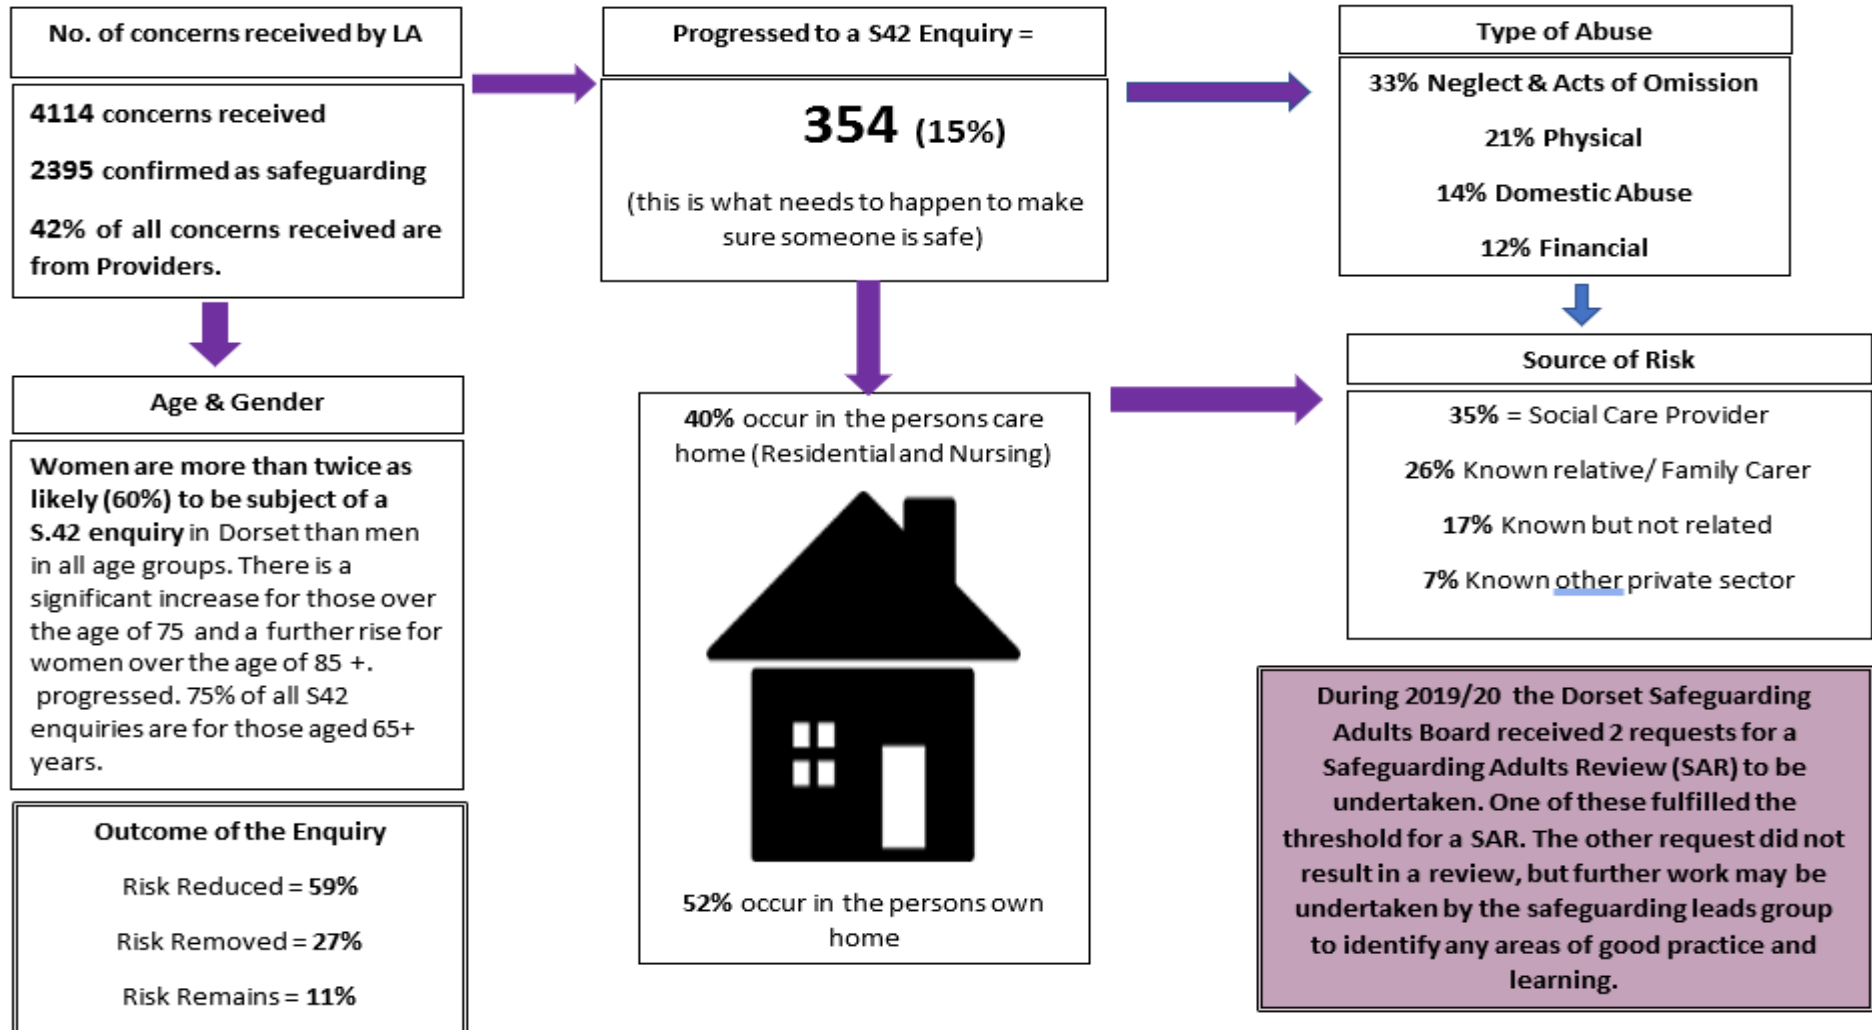 No. of concerns received by LA
4114 concerns received
2395 confirmed as safeguarding
42% of all concerns received are
from Providers.
Age & Gender
Women are more than twice as
likely (60%) to be subject of a
S.42 enquiry in Dorset than men
in all age groups. There is a
significant increase for those over
the age of 75 and a further rise for
women over the age of 85 +.
progressed. 75% of all S42
enquiries are for those aged 65+
years.
Outcome of the Enquiry
Risk Reduced = 59%
Risk Removed = 27%
Risk Remains = 11%
Progressed to a S42 Enquiry =
354 (15%)
(this is what needs to happen to make
sure someone is safe)
40% occur in the persons care
home (Residential and Nursing)
52% occur in the persons own
home
Type of Abuse
33% Neglect & Acts of Omission
21% Physical
14% Domestic Abuse
12% Financial
Source of Risk
35% = Social Care Provider
26% Known relative/ Family Carer
17% Known but not related
7% Known other private sector
During 2019/20 the Dorset Safeguarding
Adults Board received 2 requests for a
Safeguarding Adults Review (SAR) to be
undertaken. One of these fulfilled the
threshold for a SAR. The other request did not
result in a review, but further work may be
undertaken by the safeguarding leads group
to identify any areas of good practice and
learning.